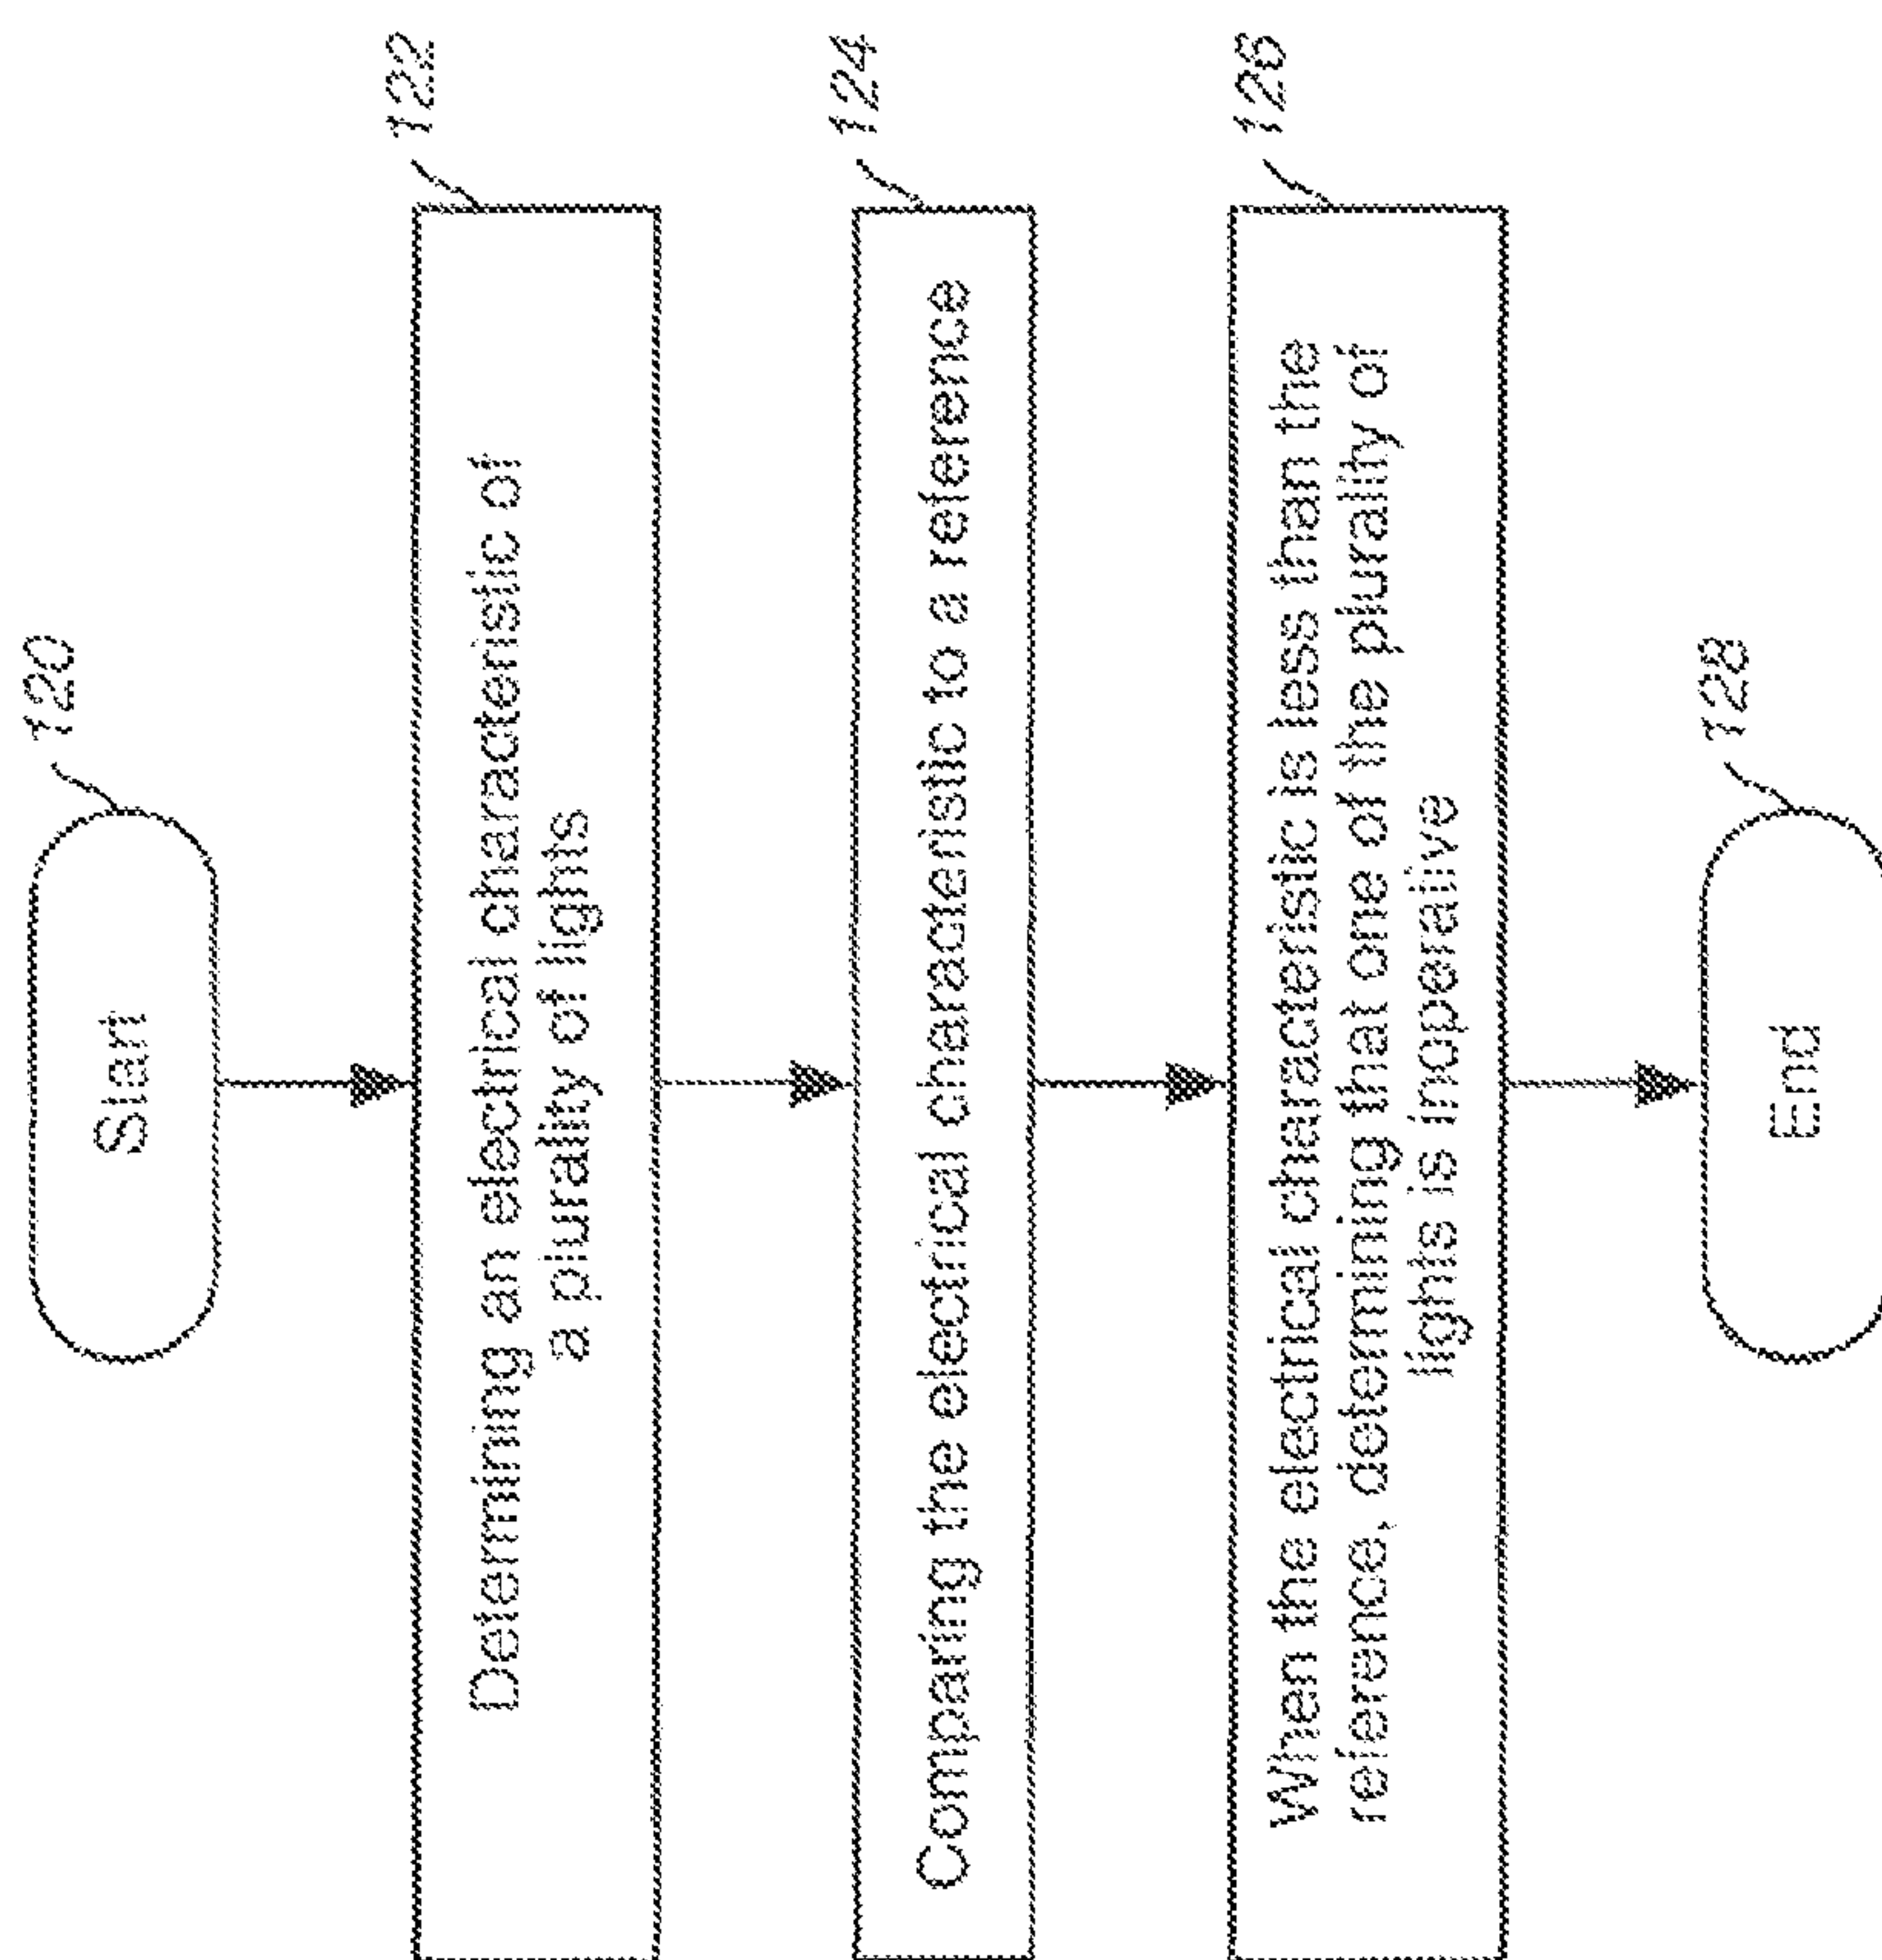 Start
120
Determining an electrical characteristic of
a plurality of lights
122
Comparing the electrical characteristic to a reference
124
When the electrical characteristic is less than the
reference, determining that one of the plurality of
lights is inoperative
126
End
128